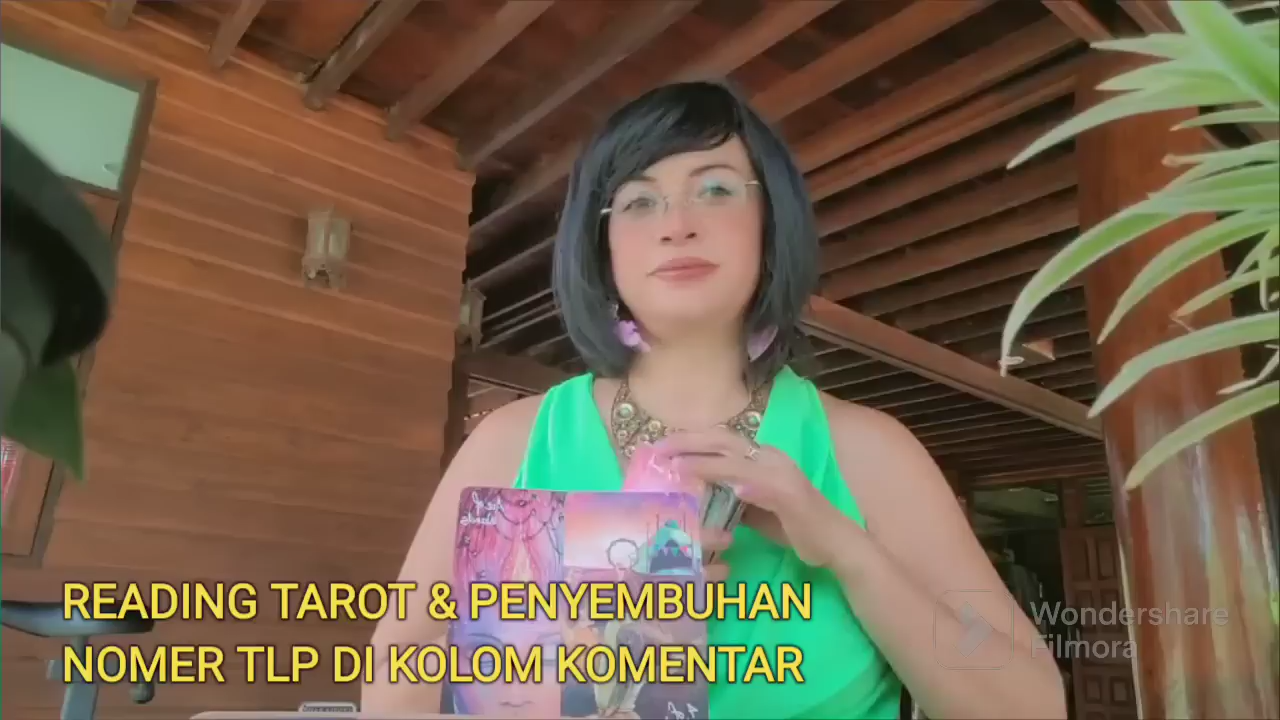 READING TAROT & PENYEMBUHAN
NOMER TLP DI KOLOM KOMENTAR
Wondershare
Filmora